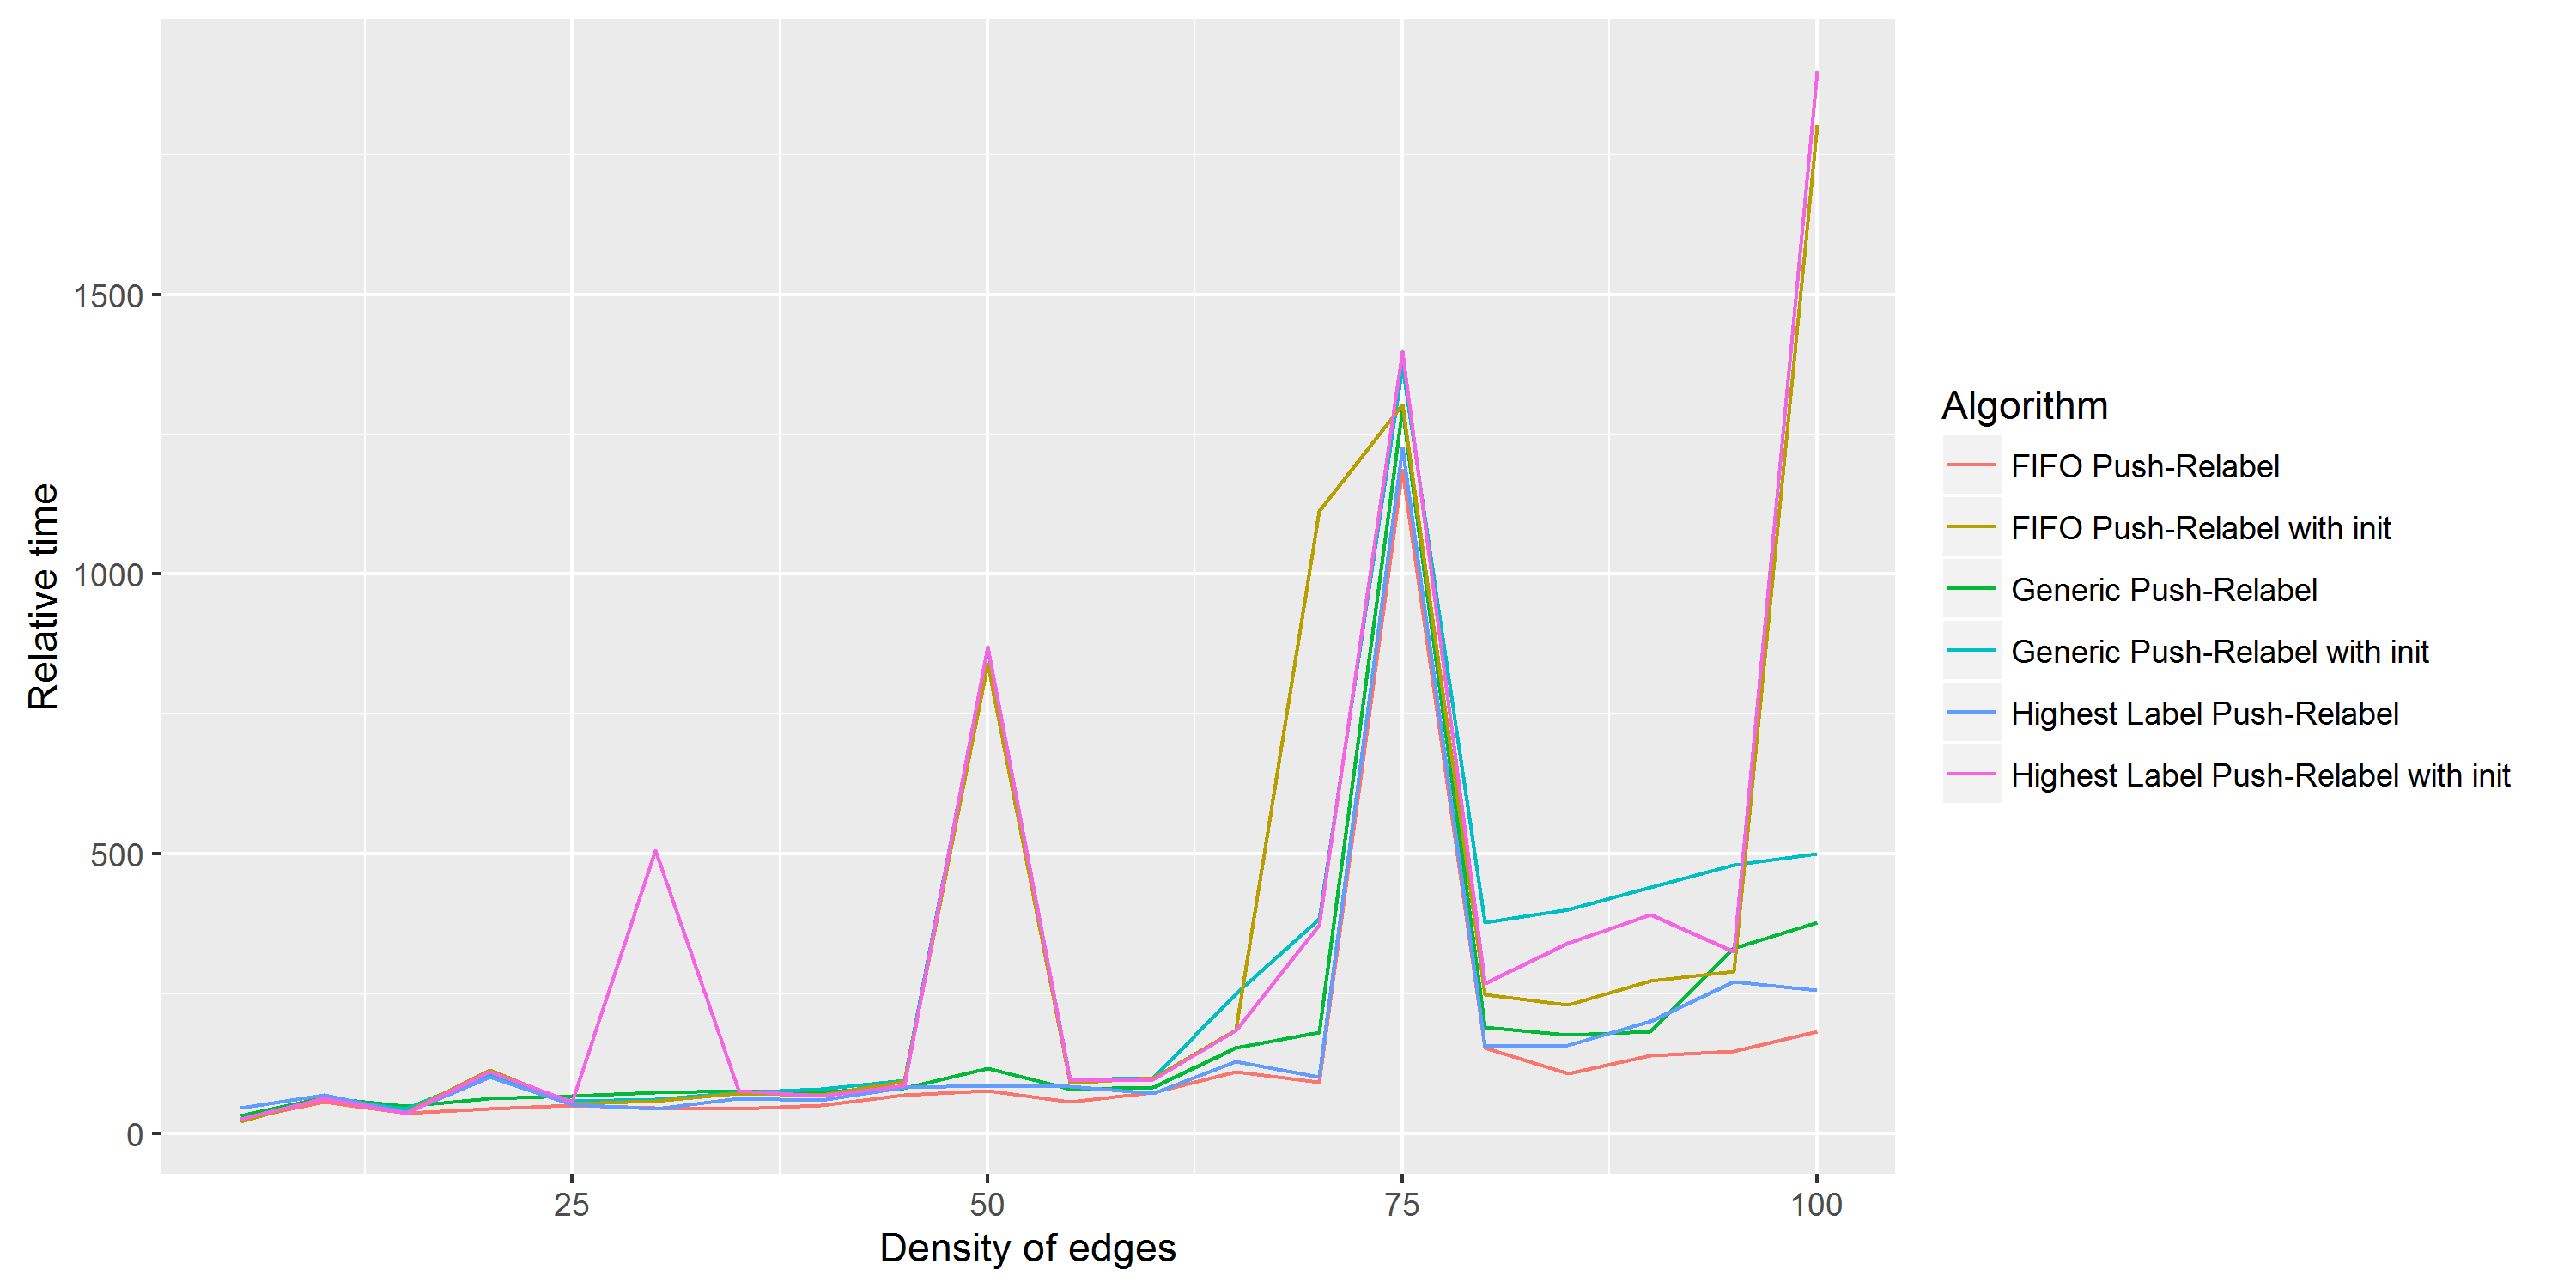 1500
1000
500
0
Relative time
25
50
75
100
Density of edges
Algorithm
FIFO Push-Relabel
FIFO Push-Relabel with init
Generic Push-Relabel
Generic Push-Relabel with init
Highest Label Push-Relabel
Highest Label Push-Relabel with init